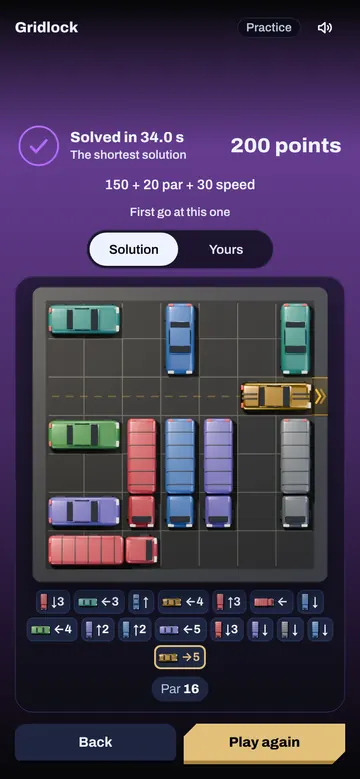 Gridlock
Practice
Solved in 34.0 s
The shortest solution
200 points
150 + 20 par + 30 speed
First go at this one
Solution
Yours
↓3 ←3 ↑ ←4 ↑3 ← ↓
←4 ↑2 ↑2 ←5 ↓3 ↓ ↓ ↓
→5
Par 16
Back
Play again